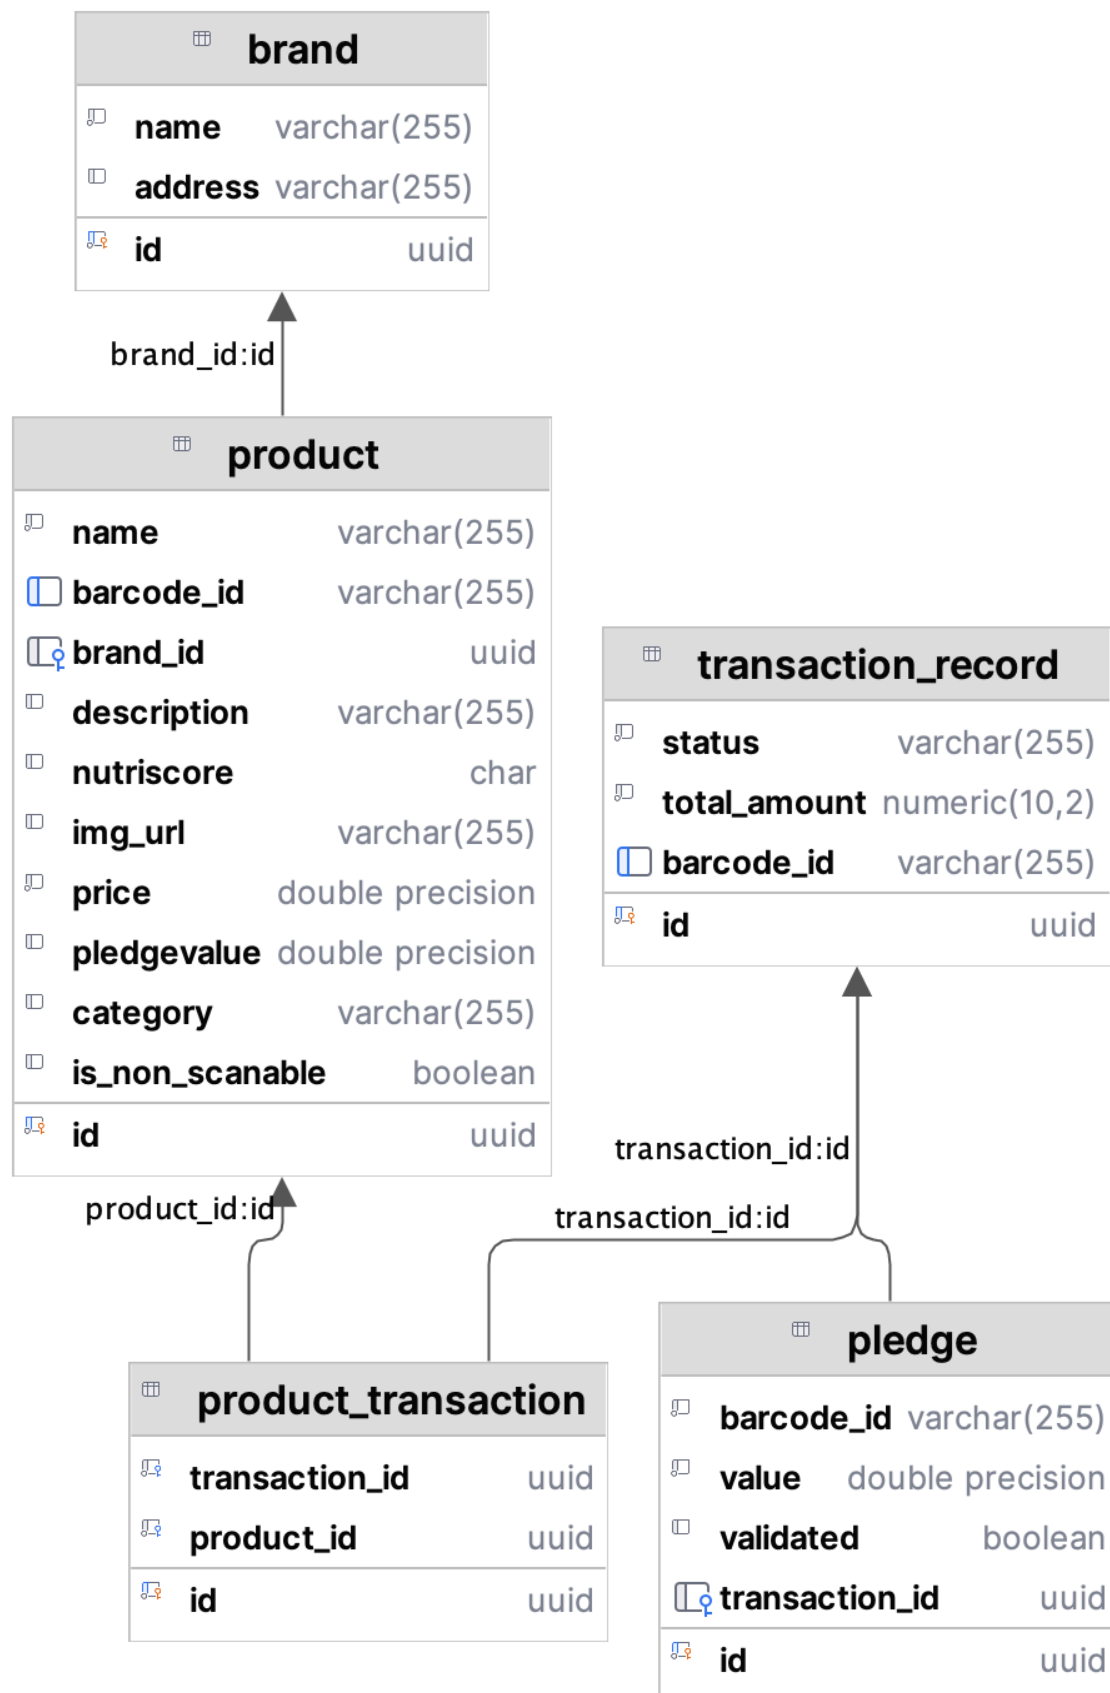 brand
name varchar(255)
address varchar(255)
id uuid
brand_id:id
product
name varchar(255)
barcode_id varchar(255)
brand_id uuid
description varchar(255)
nutriscore char
img_url varchar(255)
price double precision
pledgevalue double precision
category varchar(255)
is_non_scanable boolean
id uuid
transaction_record
status varchar(255)
total_amount numeric(10,2)
barcode_id varchar(255)
id uuid
transaction_id:id
product_id:id
transaction_id:id
product_transaction
transaction_id uuid
product_id uuid
id uuid
pledge
barcode_id varchar(255)
value double precision
validated boolean
transaction_id uuid
id uuid